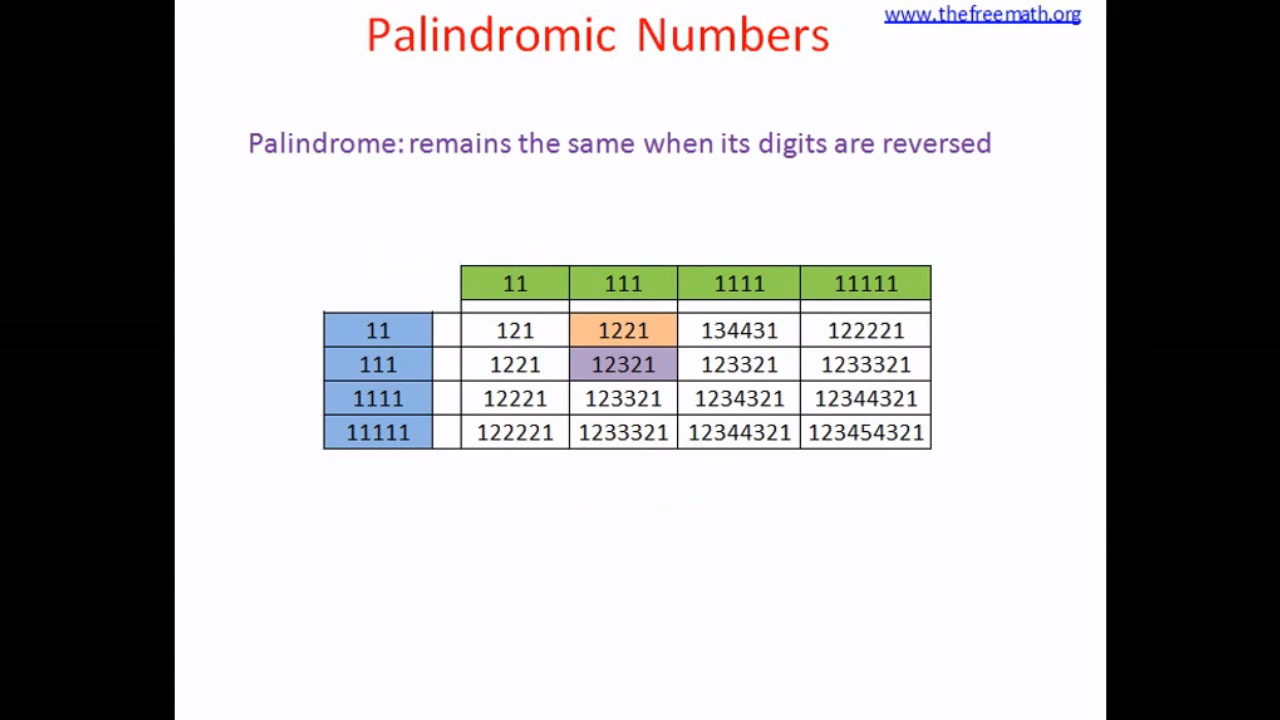 www.thefreemath.org
Palindromic Numbers
Palindrome: remains the same when its digits are reversed
11 111 1111 11111
11 121 1221 134431 122221
111 1221 12321 123321 1233321
1111 12221 123321 1234321 12344321
11111 122221 1233321 12344321 123454321